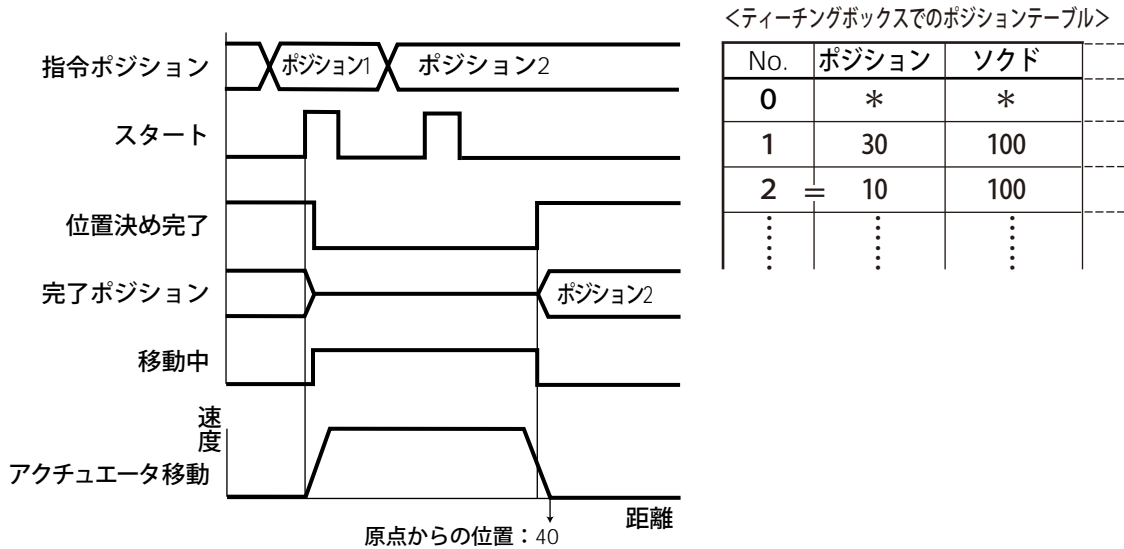 <ティーチングボックスでのポジションテーブル>
No. ポジション ソクド
0 * *
1 30 100
2 = 10 100
指令ポジション
ポジション1 ポジション2
スタート
位置決め完了
完了ポジション
ポジション2
移動中
速度
アクチュエータ移動
距離
原点からの位置：40